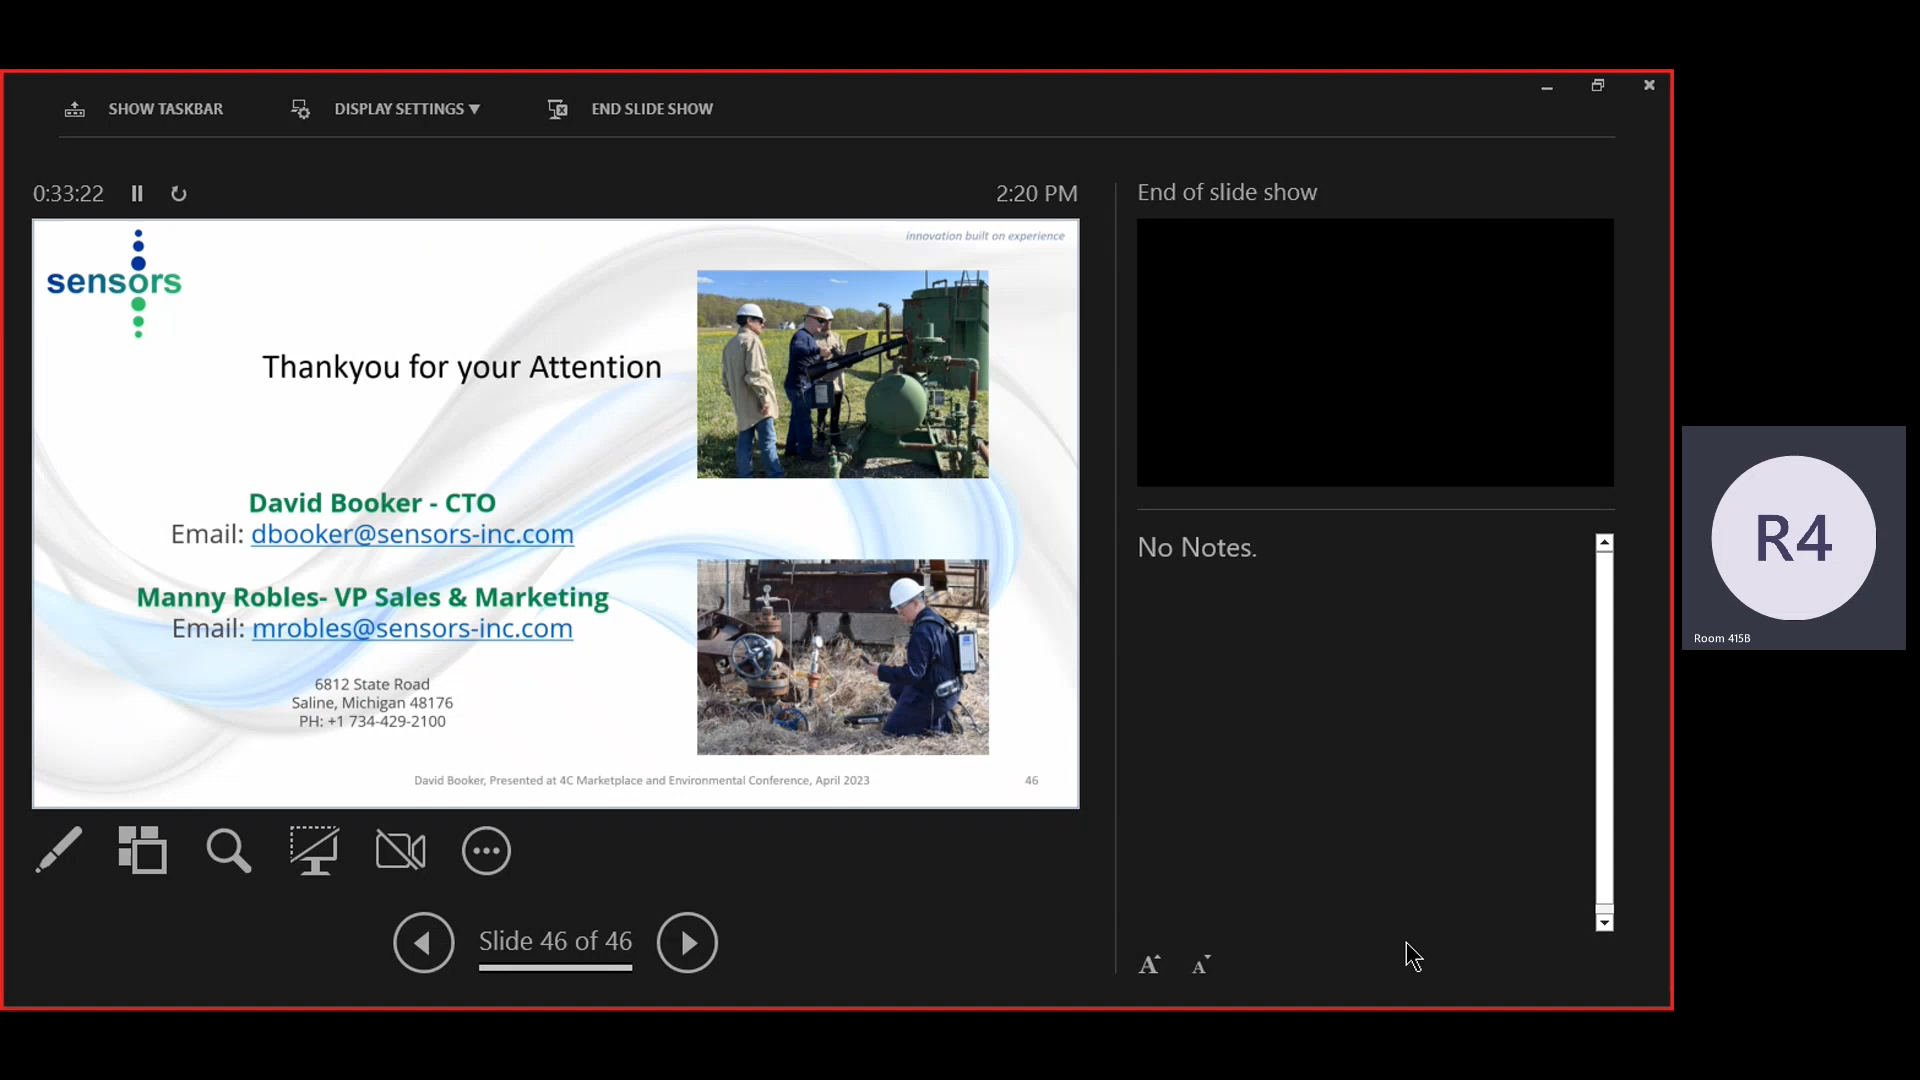 SHOW TASKBAR
DISPLAY SETTINGS ▼
END SLIDE SHOW
0:33:22
2:20 PM
End of slide show
sensors
innovation built on experience
Thankyou for your Attention
David Booker - CTO
Email: dbooker@sensors-inc.com
Manny Robles- VP Sales & Marketing
Email: mrobles@sensors-inc.com
6812 State Road
Saline, Michigan 48176
PH: +1 734-429-2100
David Booker, Presented at 4C Marketplace and Environmental Conference, April 2023
46
No Notes.
Slide 46 of 46
A A
R4
Room 415B